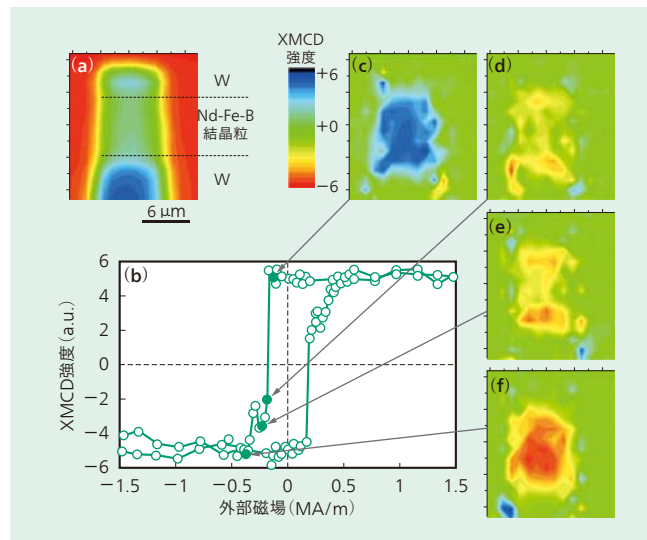 (a)
W
Nd-Fe-B
結晶粒
W
6 μm
XMCD
強度
+6
+0
−6
(c)
(d)
(e)
(f)
(b)
XMCD強度(a.u.)
6
4
2
0
−2
−4
−6
−1.5
−1
−0.5
0
0.5
1
1.5
外部磁場(MA/m)